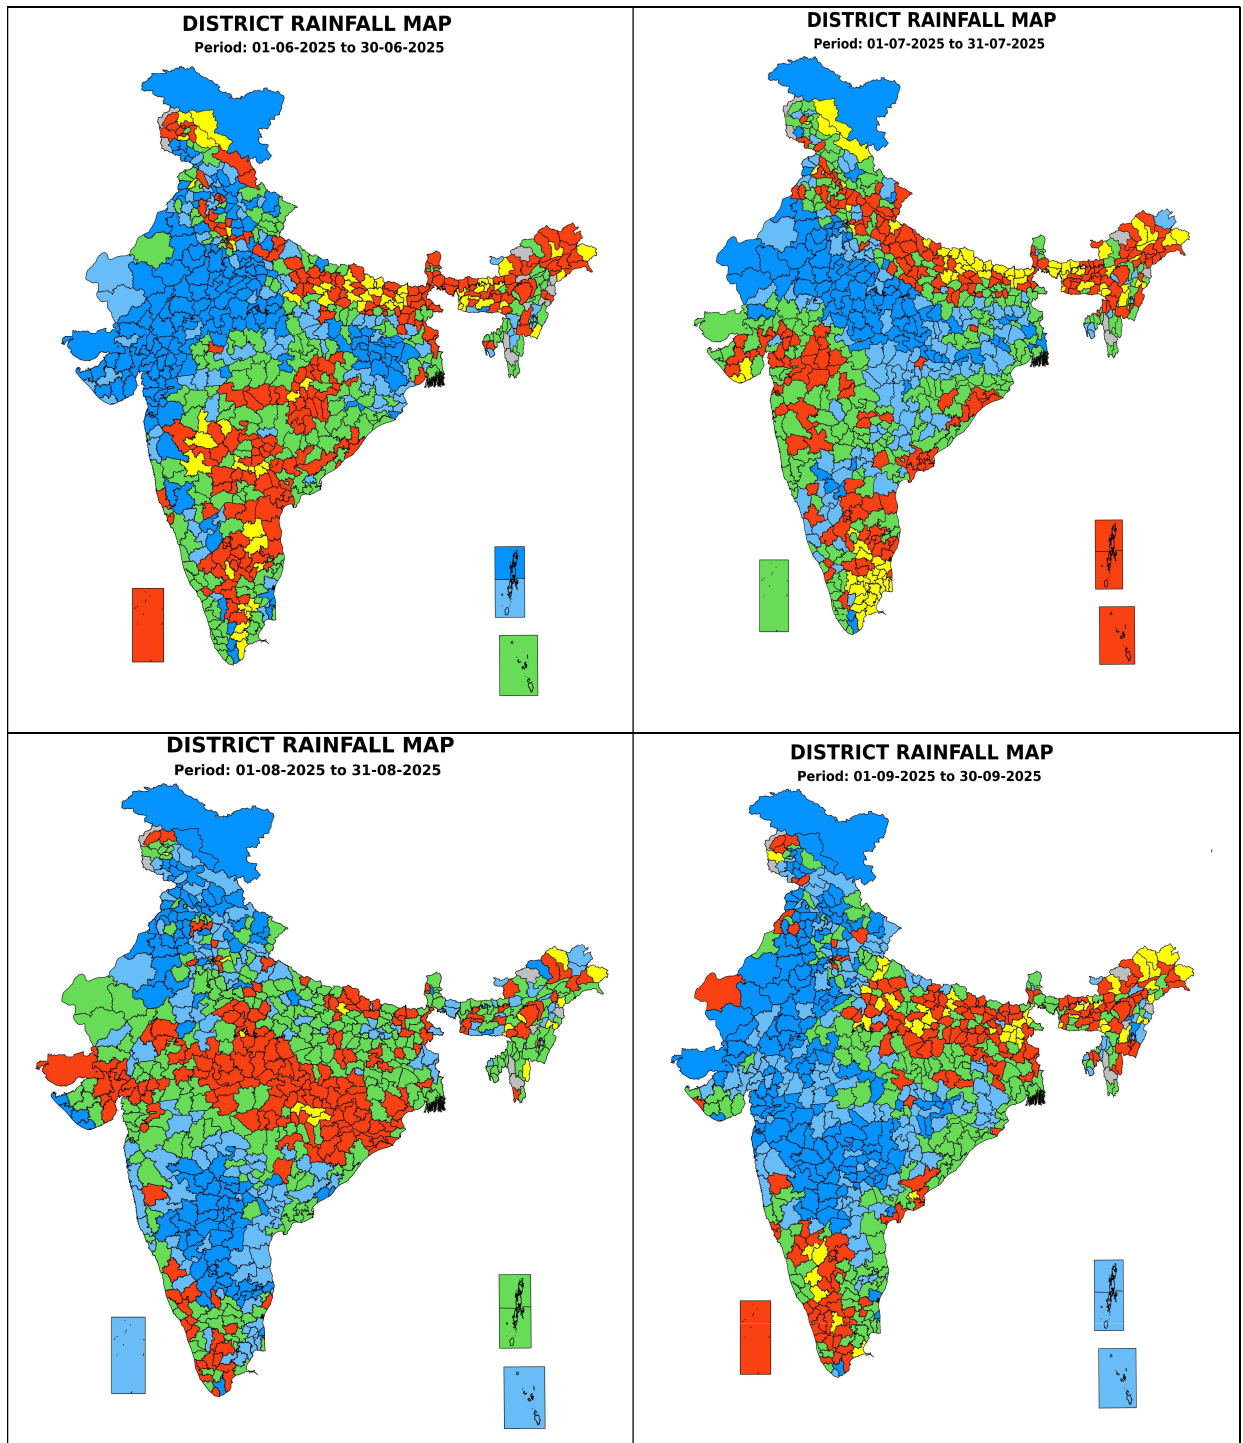 DISTRICT RAINFALL MAP
Period: 01-06-2025 to 30-06-2025
DISTRICT RAINFALL MAP
Period: 01-07-2025 to 31-07-2025
DISTRICT RAINFALL MAP
Period: 01-08-2025 to 31-08-2025
DISTRICT RAINFALL MAP
Period: 01-09-2025 to 30-09-2025